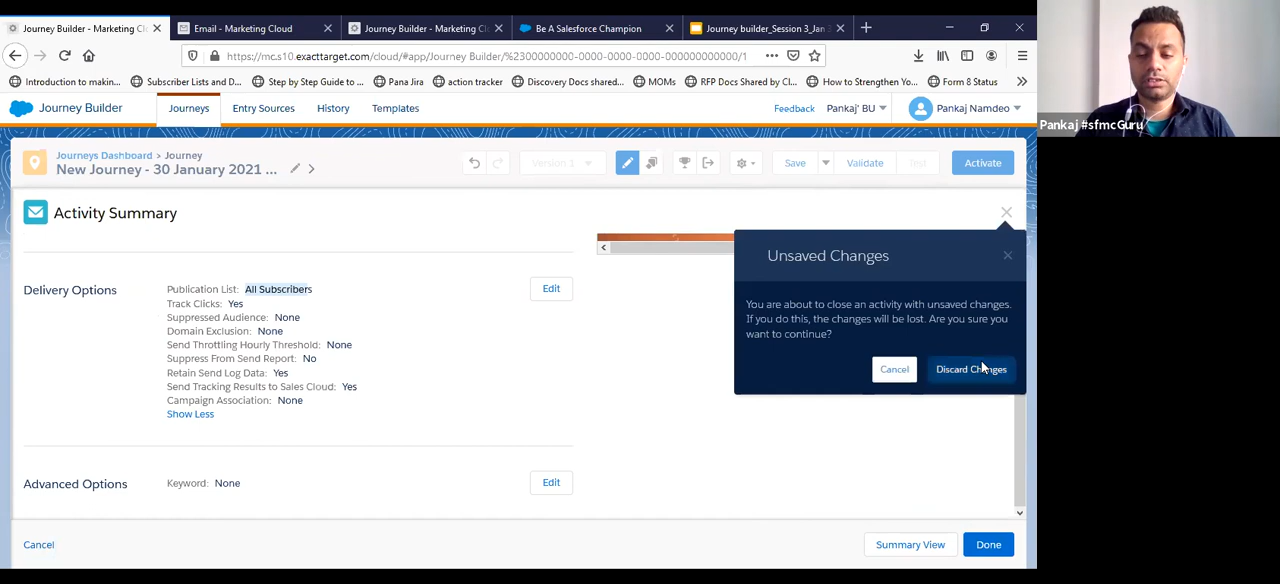 Journey Builder - Marketing Cl
Email - Marketing Cloud
Journey Builder - Marketing Cl
Be A Salesforce Champion
Journey builder_Session 3_Jan 3
https://mc.s10.exacttarget.com/cloud/#app/Journey Builder/%2300000000-0000-0000-0000-000000000000/1
Introduction to makin...
Subscriber Lists and D...
Step by Step Guide to ...
Pana Jira
Session tracker
Discovery Docs shared...
MOMs
RFP Docs Shared by Cl...
How to Strengthen Yo...
Form 8 Status
Journey Builder
Journeys
Entry Sources
History
Templates
Feedback
Pankaj' BU
Pankaj Namdeo
Pankaj #sfmcGuru
Journeys Dashboard > Journey
New Journey - 30 January 2021 ...
Version 1
Save
Validate
Test
Activate
Activity Summary
Unsaved Changes
You are about to close an activity with unsaved changes.
If you do this, the changes will be lost. Are you sure you
want to continue?
Cancel
Discard Changes
Delivery Options
Publication List: All Subscribers
Edit
Track Clicks: Yes
Suppressed Audience: None
Domain Exclusion: None
Send Throttling Hourly Threshold: None
Suppress From Send Report: No
Retain Send Log Data: Yes
Send Tracking Results to Sales Cloud: Yes
Campaign Association: None
Show Less
Advanced Options
Keyword: None
Edit
Cancel
Summary View
Done